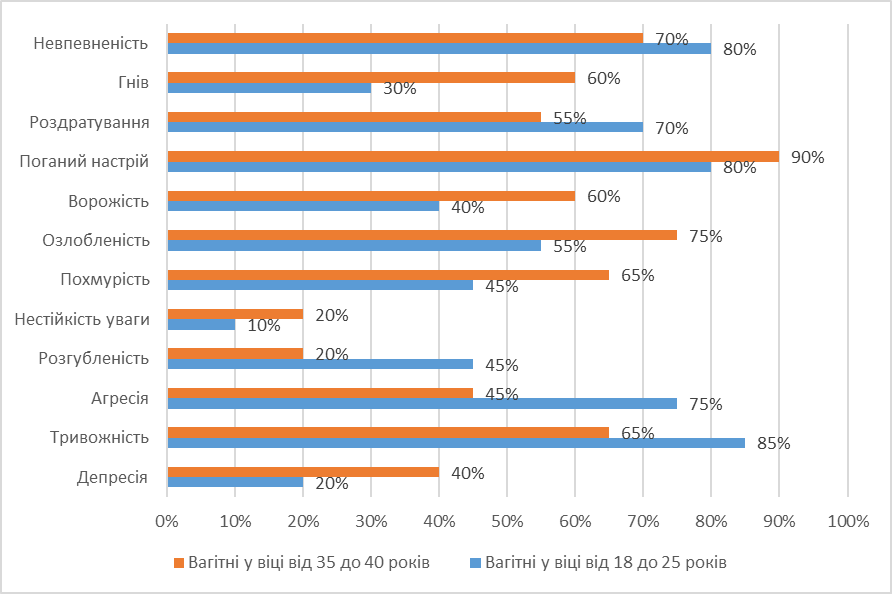 Невпевненість
70%
80%
Гнів
60%
30%
Роздратування
55%
70%
Поганий настрій
90%
80%
Ворожість
60%
40%
Озлобленість
75%
55%
Похмурість
65%
45%
Нестійкість уваги
20%
10%
Розгубленість
20%
45%
Агресія
45%
75%
Тривожність
65%
85%
Депресія
40%
20%
0% 10% 20% 30% 40% 50% 60% 70% 80% 90% 100%
Вагітні у віці від 35 до 40 років Вагітні у віці від 18 до 25 років